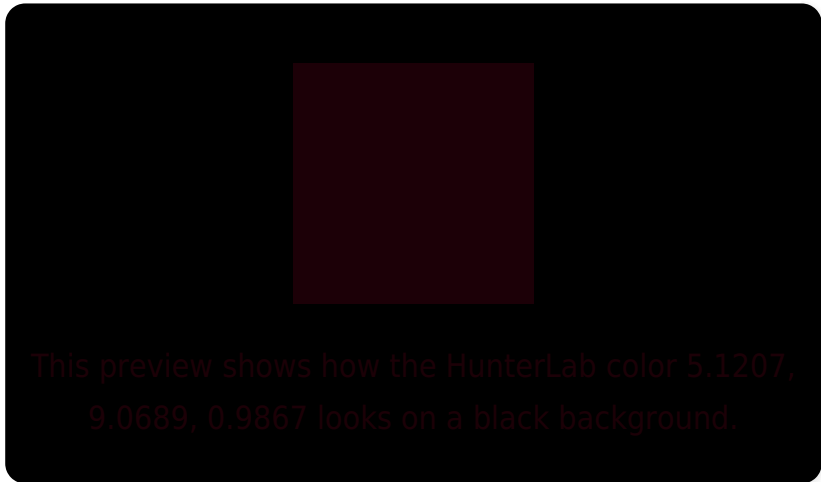 This preview shows how the HunterLab color 5.1207,
9.0689, 0.9867 looks on a black background.